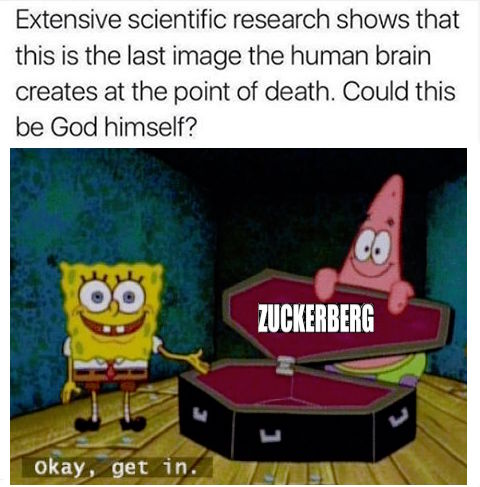 Extensive scientific research shows that
this is the last image the human brain
creates at the point of death. Could this
be God himself?
ZUCKERBERG
okay, get in.